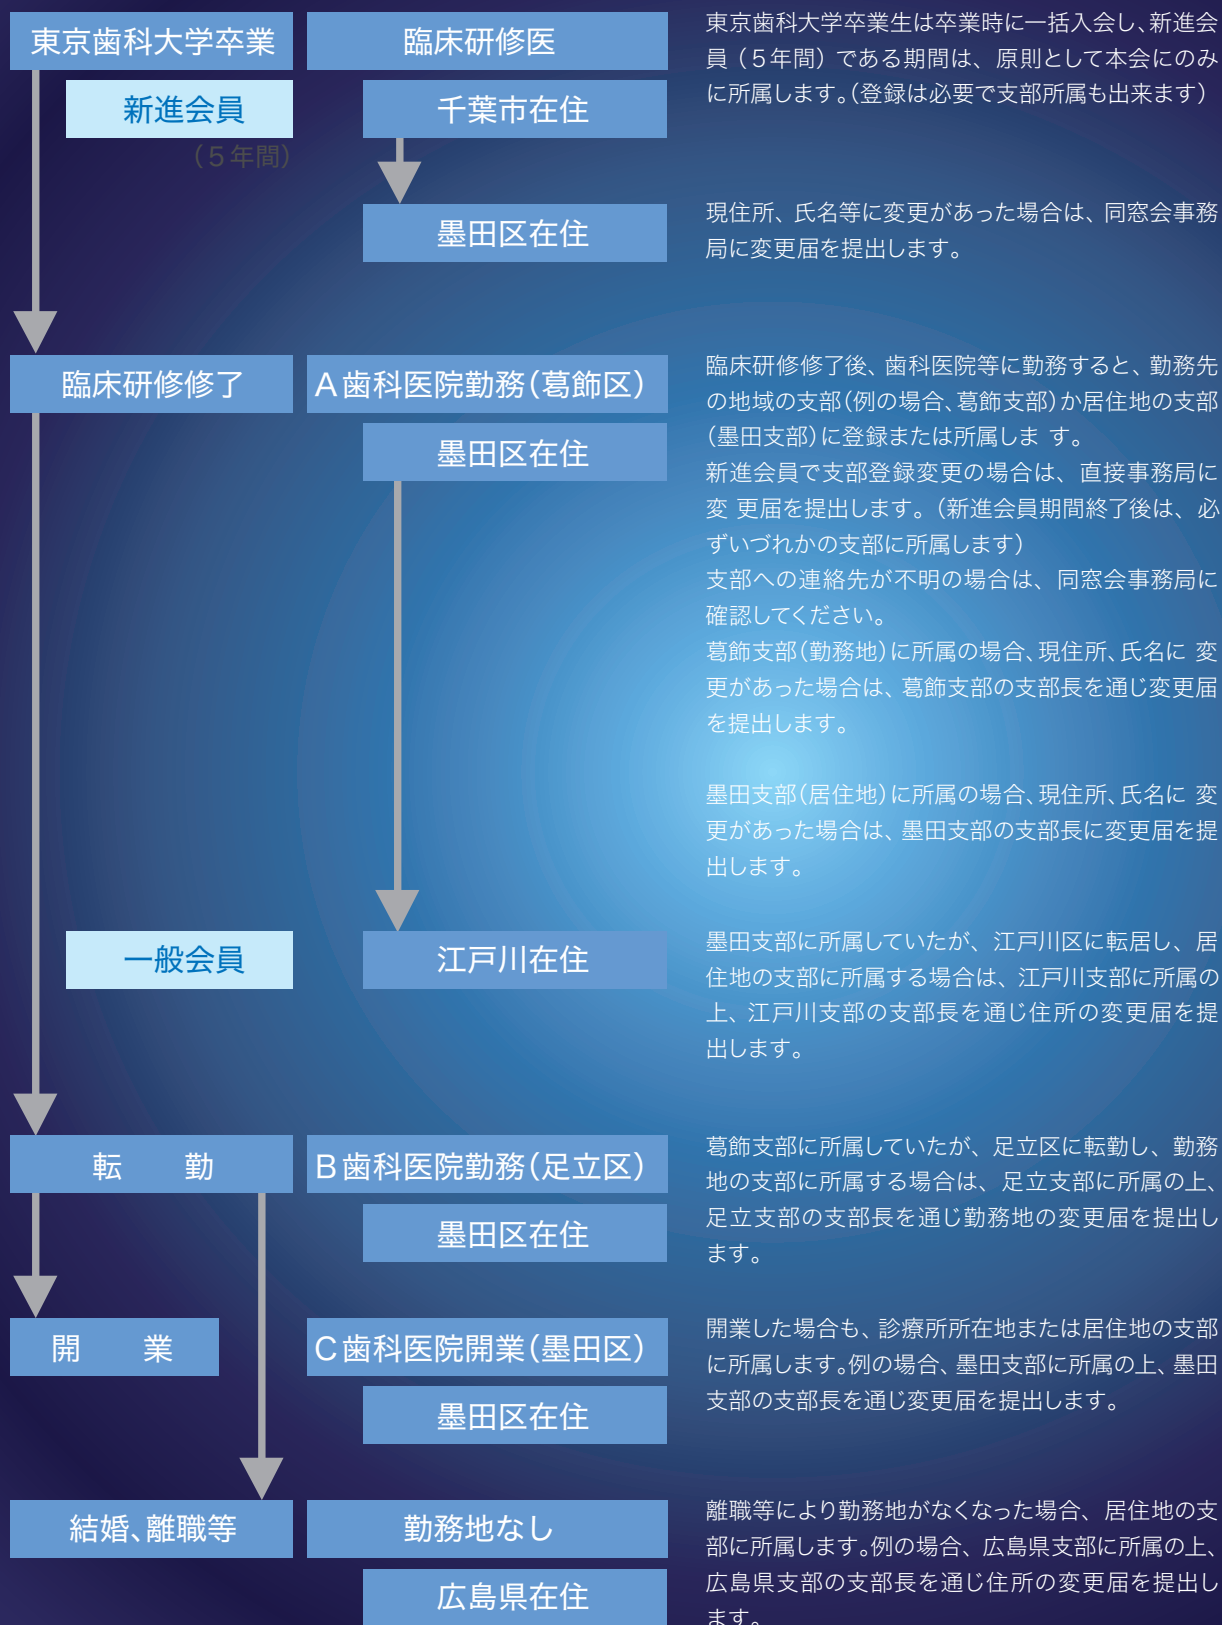 東京歯科大学卒業
臨床研修医
新進会員
（５年間）
千葉市在住
東京歯科大学卒業生は卒業時に一括入会し、新進会
員（５年間）である期間は、原則として本会にのみ
に所属します。（登録は必要で支部所属も出来ます）
墨田区在住
現住所、氏名等に変更があった場合は、同窓会事務
局に変更届を提出します。
臨床研修修了
Ａ歯科医院勤務（葛飾区）
墨田区在住
臨床研修修了後、歯科医院等に勤務すると、勤務先
の地域の支部（例の場合、葛飾支部）か居住地の支部
（墨田支部）に登録または所属しま す。
新進会員で支部登録変更の場合は、直接事務局に
変 更届を提出します。（新進会員期間終了後は、必
ずいづれかの支部に所属します）
支部への連絡先が不明の場合は、同窓会事務局に
確認してください。
葛飾支部（勤務地）に所属の場合、現住所、氏名に 変
更があった場合は、葛飾支部の支部長を通じ変更届
を提出します。
墨田支部（居住地）に所属の場合、現住所、氏名に 変
更があった場合は、墨田支部の支部長に変更届を提
出します。
一般会員
江戸川在住
墨田支部に所属していたが、江戸川区に転居し、居
住地の支部に所属する場合は、江戸川支部に所属の
上、江戸川支部の支部長を通じ住所の変更届を提
出します。
転　　勤
Ｂ歯科医院勤務（足立区）
墨田区在住
葛飾支部に所属していたが、足立区に転勤し、勤務
地の支部に所属する場合は、足立支部に所属の上、
足立支部の支部長を通じ勤務地の変更届を提出し
ます。
開　　業
Ｃ歯科医院開業（墨田区）
墨田区在住
開業した場合も、診療所所在地または居住地の支部
に所属します。例の場合、墨田支部に所属の上、墨田
支部の支部長を通じ変更届を提出します。
結婚、離職等
勤務地なし
広島県在住
離職等により勤務地がなくなった場合、居住地の支
部に所属します。例の場合、広島県支部に所属の上、
広島県支部の支部長を通じ住所の変更届を提出し
ます。